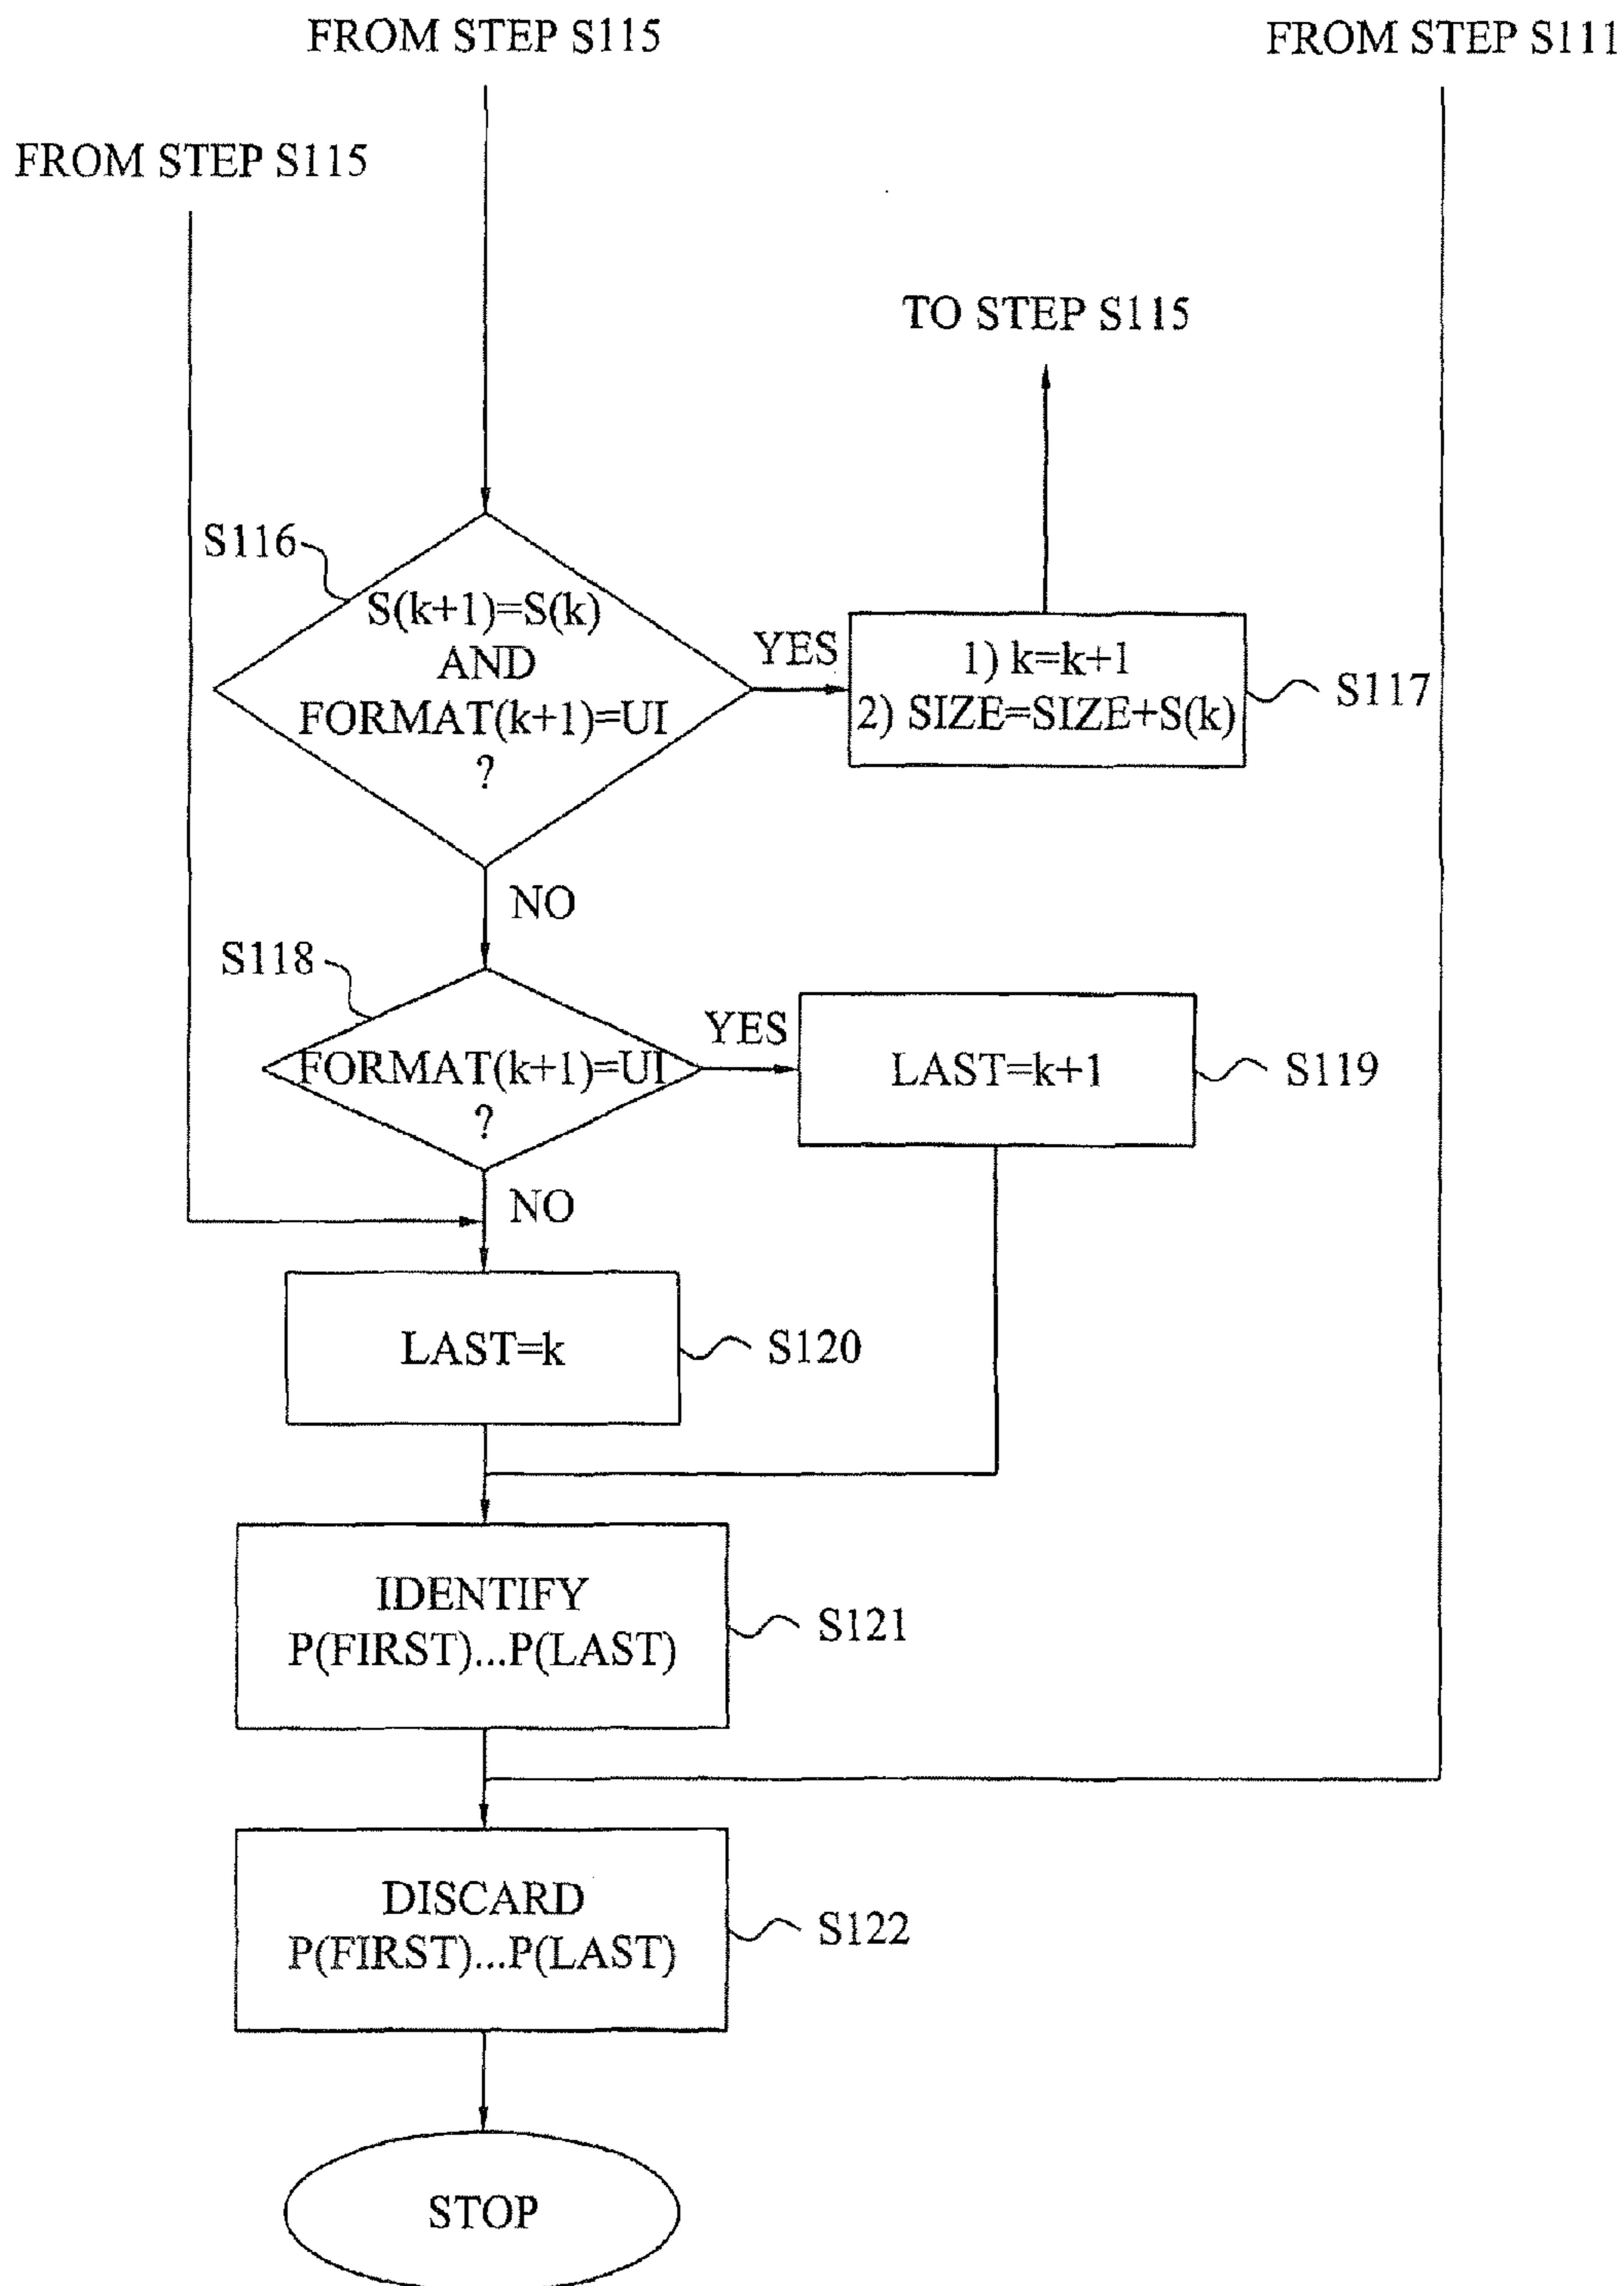 FROM STEP S115
FROM STEP S111
FROM STEP S115
TO STEP S115
S116
S(k+1)=S(k)
AND
FORMAT(k+1)=UI
?
YES
1) k=k+1
2) SIZE=SIZE+S(k)
S117
NO
S118
FORMAT(k+1)=UI
?
YES
LAST=k+1
S119
NO
LAST=k
S120
IDENTIFY
P(FIRST)...P(LAST)
S121
DISCARD
P(FIRST)...P(LAST)
S122
STOP